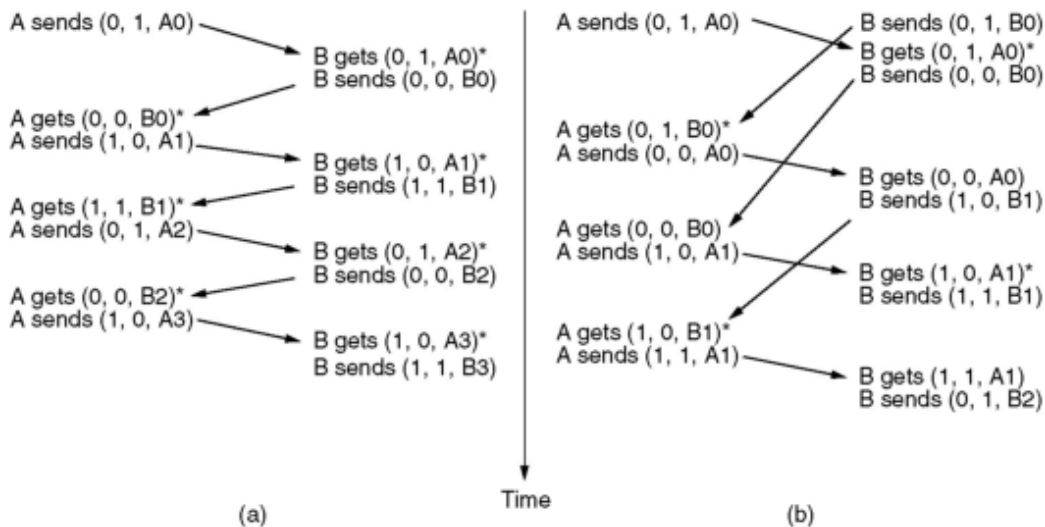 A sends (0, 1, A0)
B gets (0, 1, A0)*
B sends (0, 0, B0)
A gets (0, 0, B0)*
A sends (1, 0, A1)
B gets (1, 0, A1)*
B sends (1, 1, B1)
A gets (1, 1, B1)*
A sends (0, 1, A2)
B gets (0, 1, A2)*
B sends (0, 0, B2)
A gets (0, 0, B2)*
A sends (1, 0, A3)
B gets (1, 0, A3)*
B sends (1, 1, B3)
(a)
Time
A sends (0, 1, A0)
B sends (0, 1, B0)
B gets (0, 1, A0)*
B sends (0, 0, B0)
A gets (0, 1, B0)*
A sends (0, 0, A0)
B gets (0, 0, A0)
B sends (1, 0, B1)
A gets (0, 0, B0)
A sends (1, 0, A1)
B gets (1, 0, A1)*
B sends (1, 1, B1)
A gets (1, 0, B1)*
A sends (1, 1, A1)
B gets (1, 1, A1)
B sends (0, 1, B2)
(b)